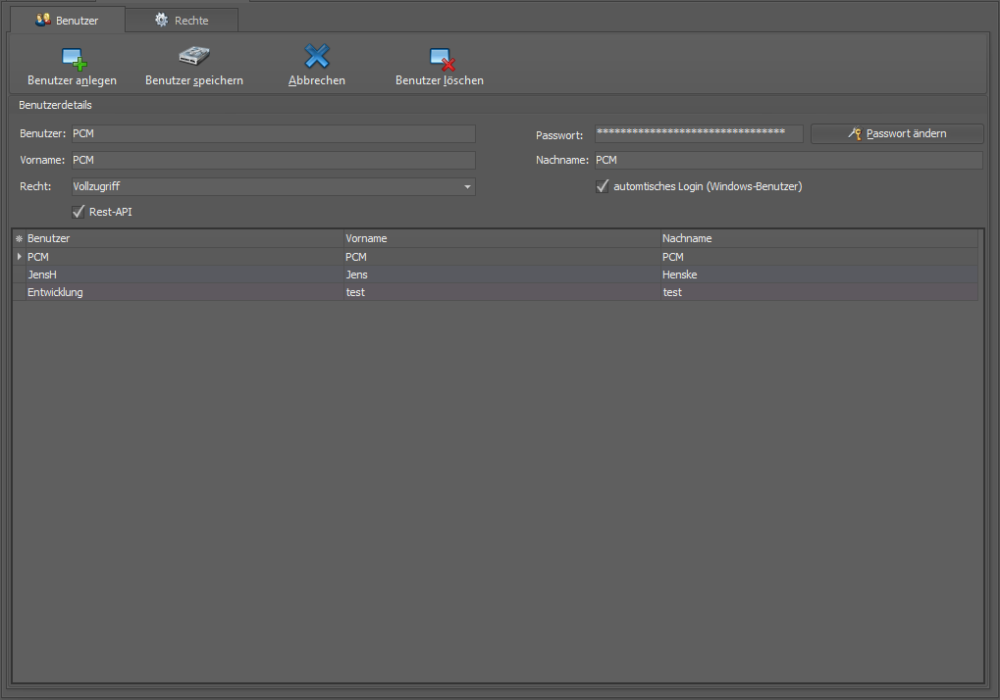 Benutzer Rechte
Benutzer anlegen Benutzer speichern Abbrechen Benutzer löschen
Benutzerdetails
Benutzer: PCM Passwort: ******************************** Passwort ändern
Vorname: PCM Nachname: PCM
Recht: Vollzugriff automtisches Login (Windows-Benutzer)
Rest-API
Benutzer Vorname Nachname
PCM PCM PCM
JensH Jens Henske
Entwicklung test test